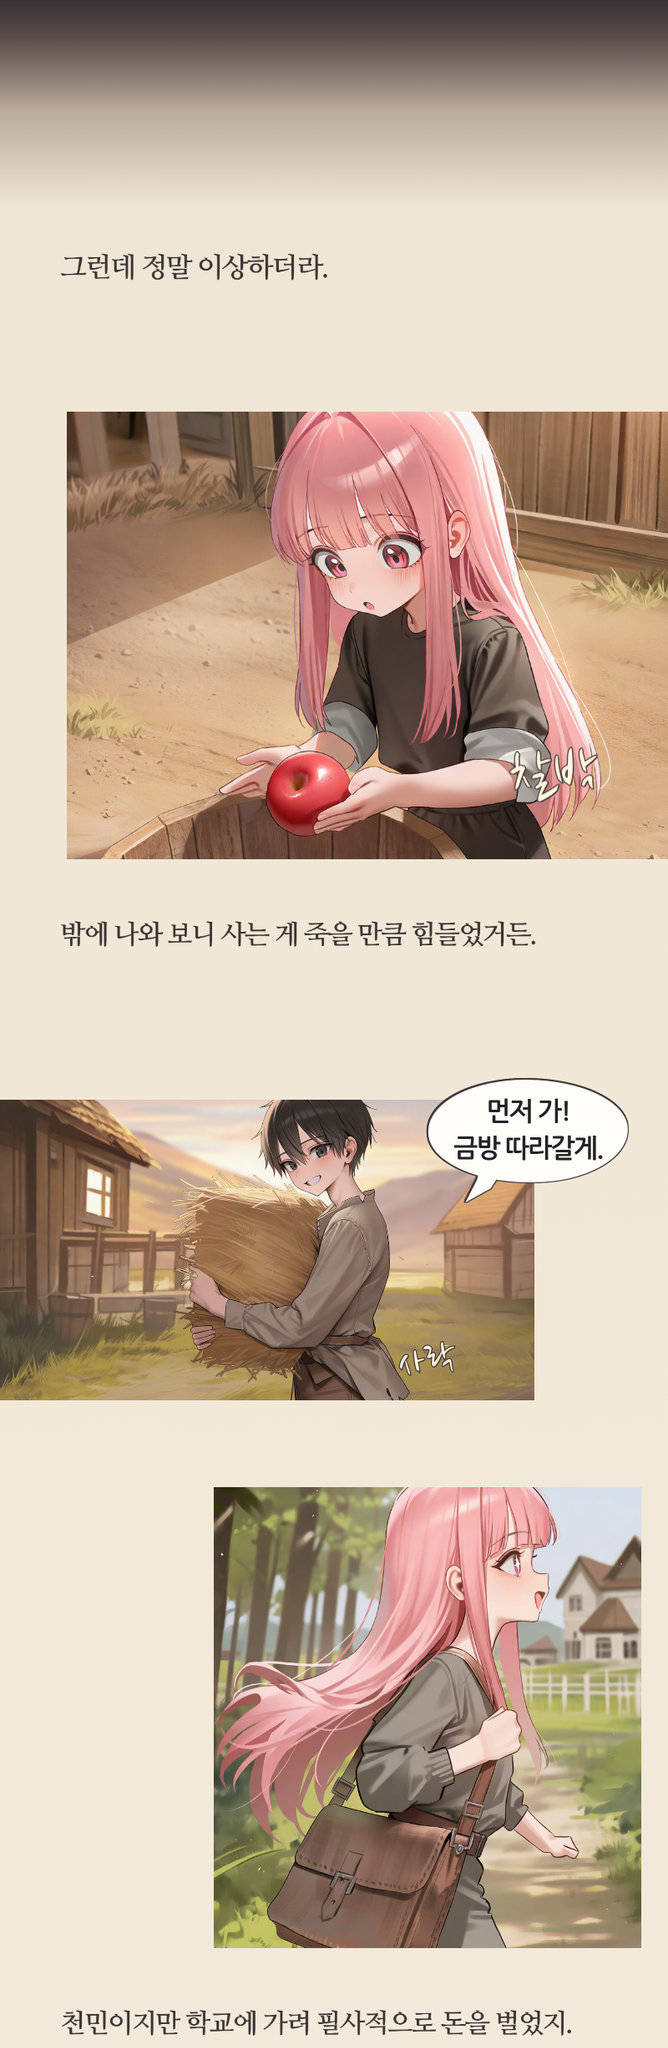 그런데 정말 이상하더라.
찰박
밖에 나와 보니 사는 게 죽을 만큼 힘들었거든.
먼저 가!
금방 따라갈게.
사락
천민이지만 학교에 가려 필사적으로 돈을 벌었지.